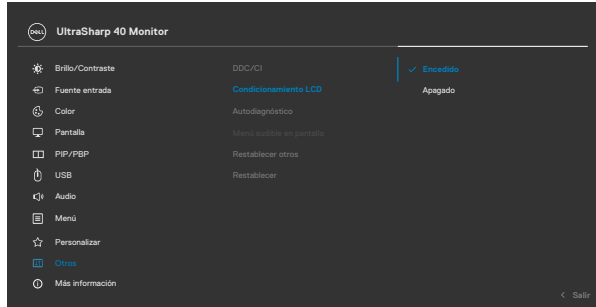 DELL UltraSharp 40 Monitor
Brillo/Contraste
Fuente entrada
Color
Pantalla
PIP/PBP
USB
Audio
Menú
Personalizar
Otros
Más información
DDC/CI
Condicionamiento LCD
Autodiagnóstico
Menú audible en pantalla
Restablecer otros
Restablecer
Encedido
Apagado
Salir